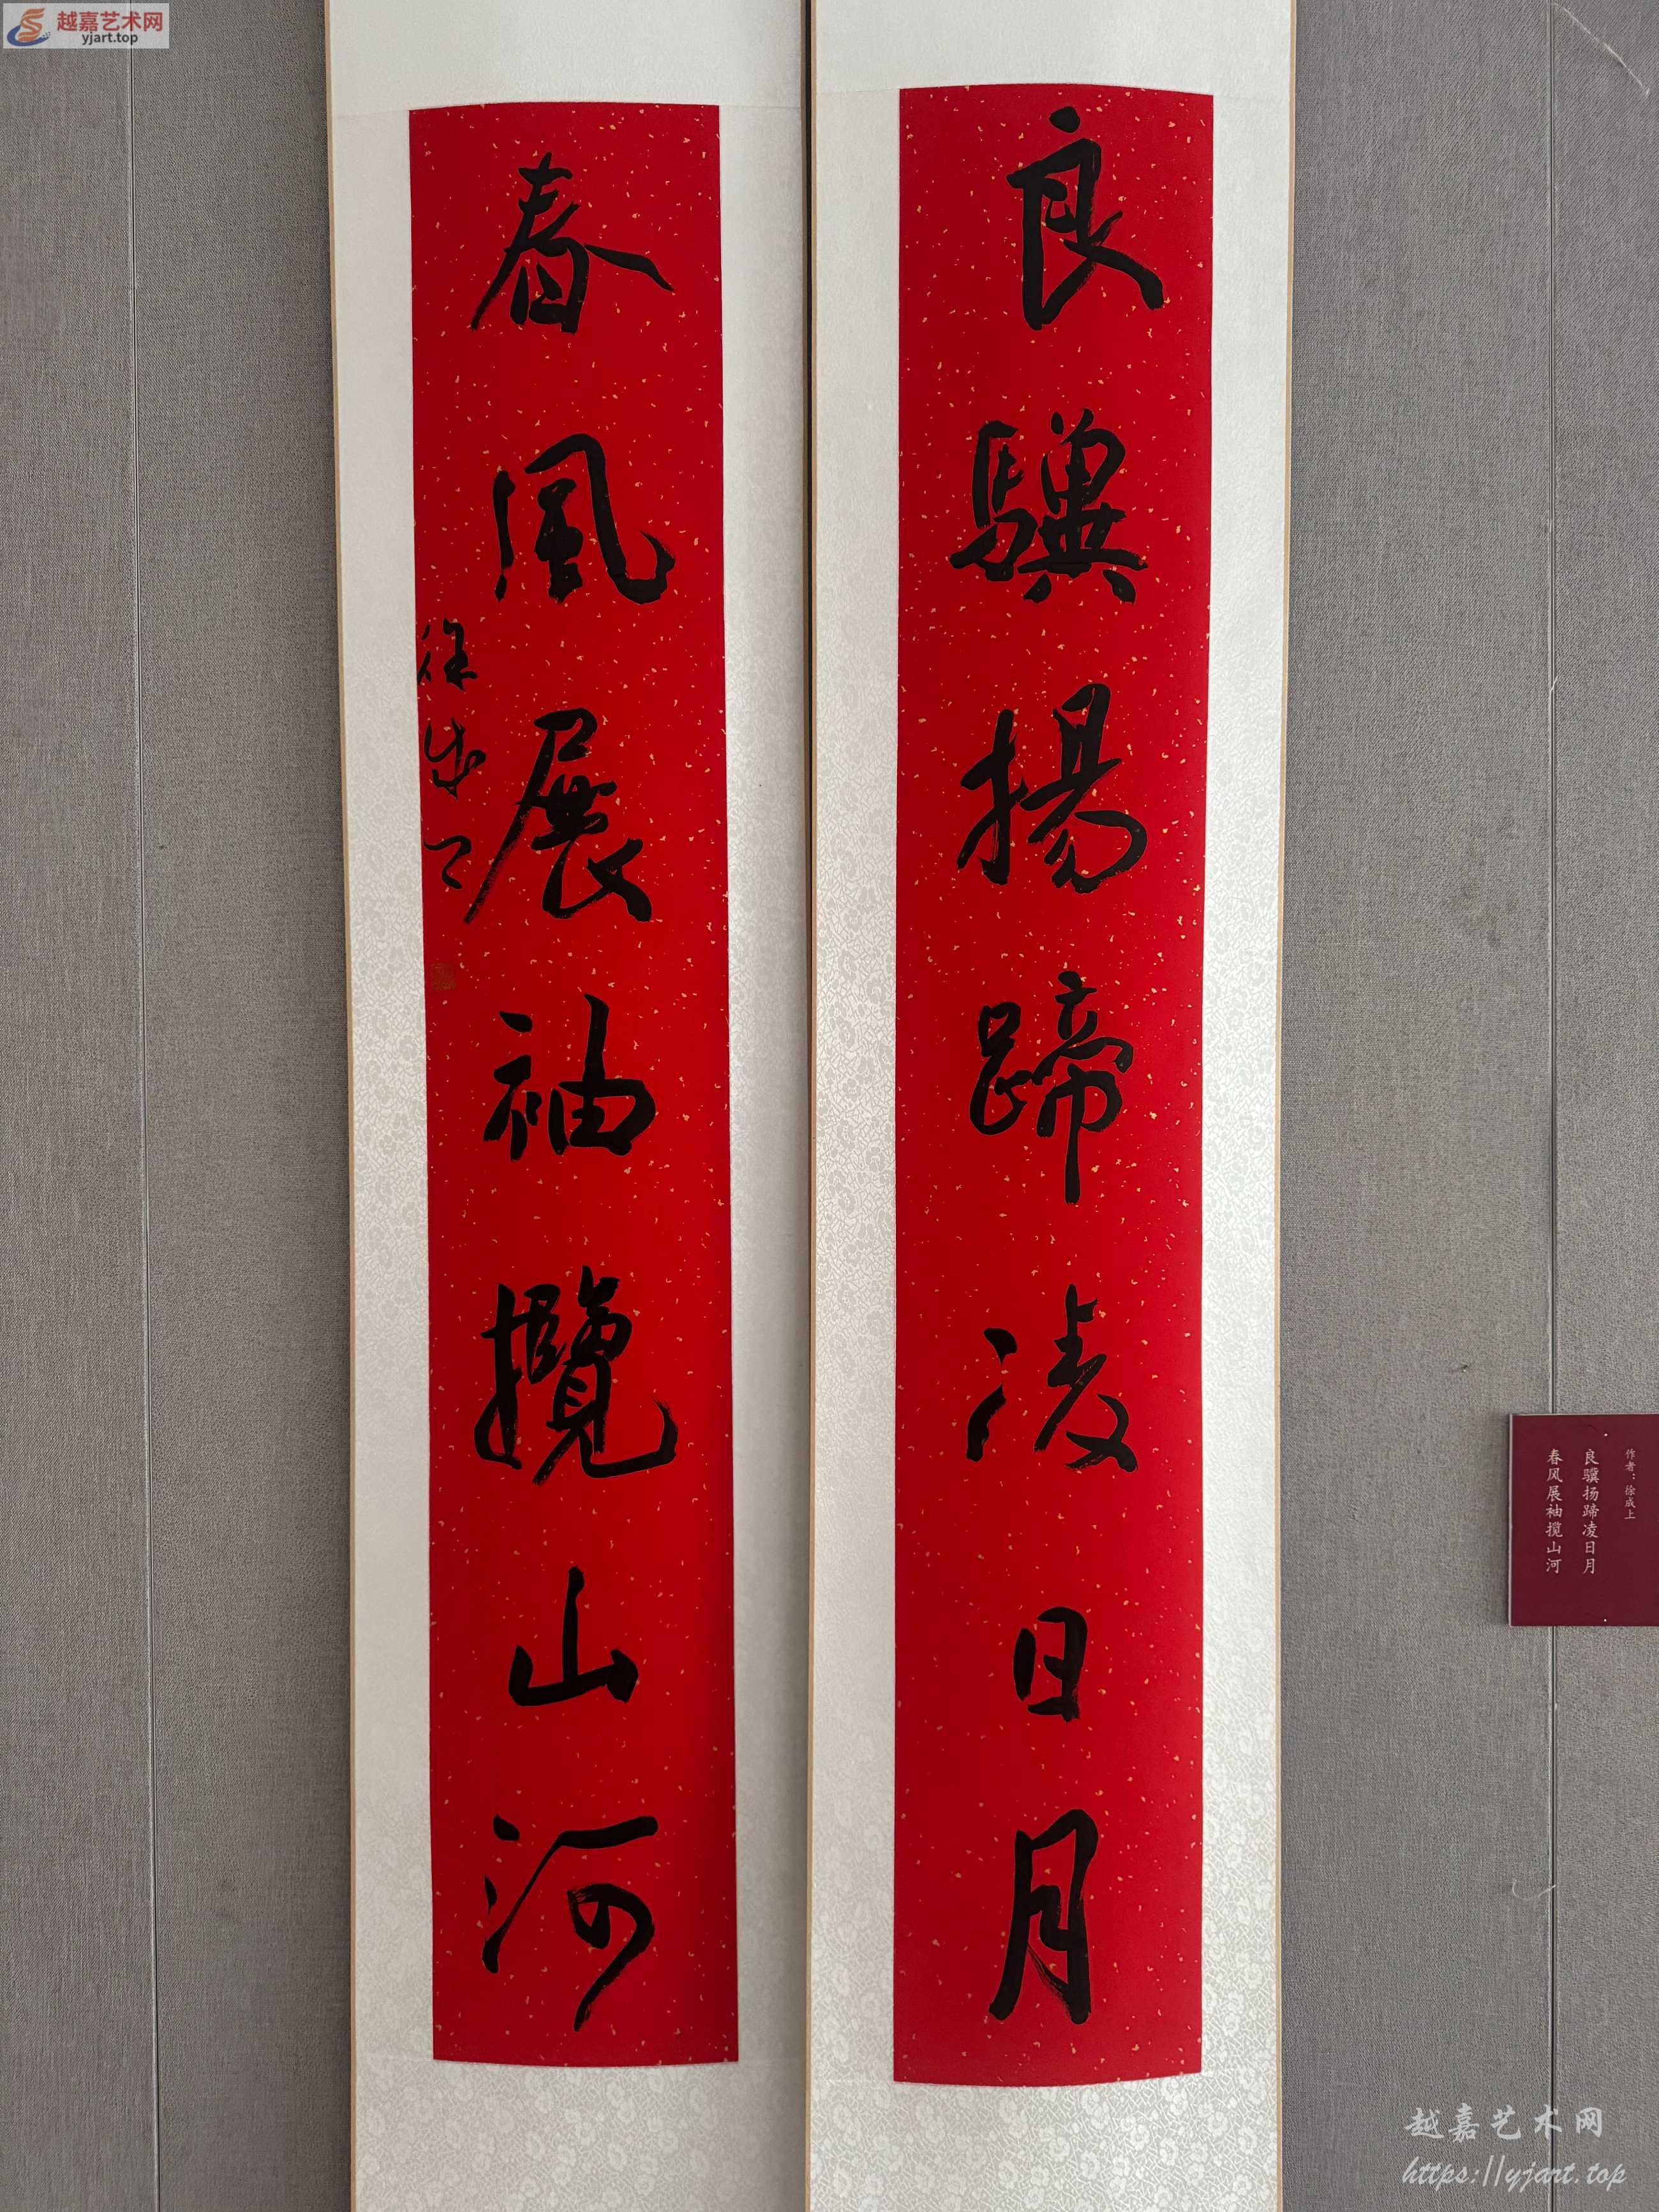 越嘉艺术网
yjart.top
良驥揚蹄凌日月
春風展袖攬山河
徐成上
作者：徐成上
良骥扬蹄凌日月
春风展袖揽山河
越嘉艺术网
https://yjart.top